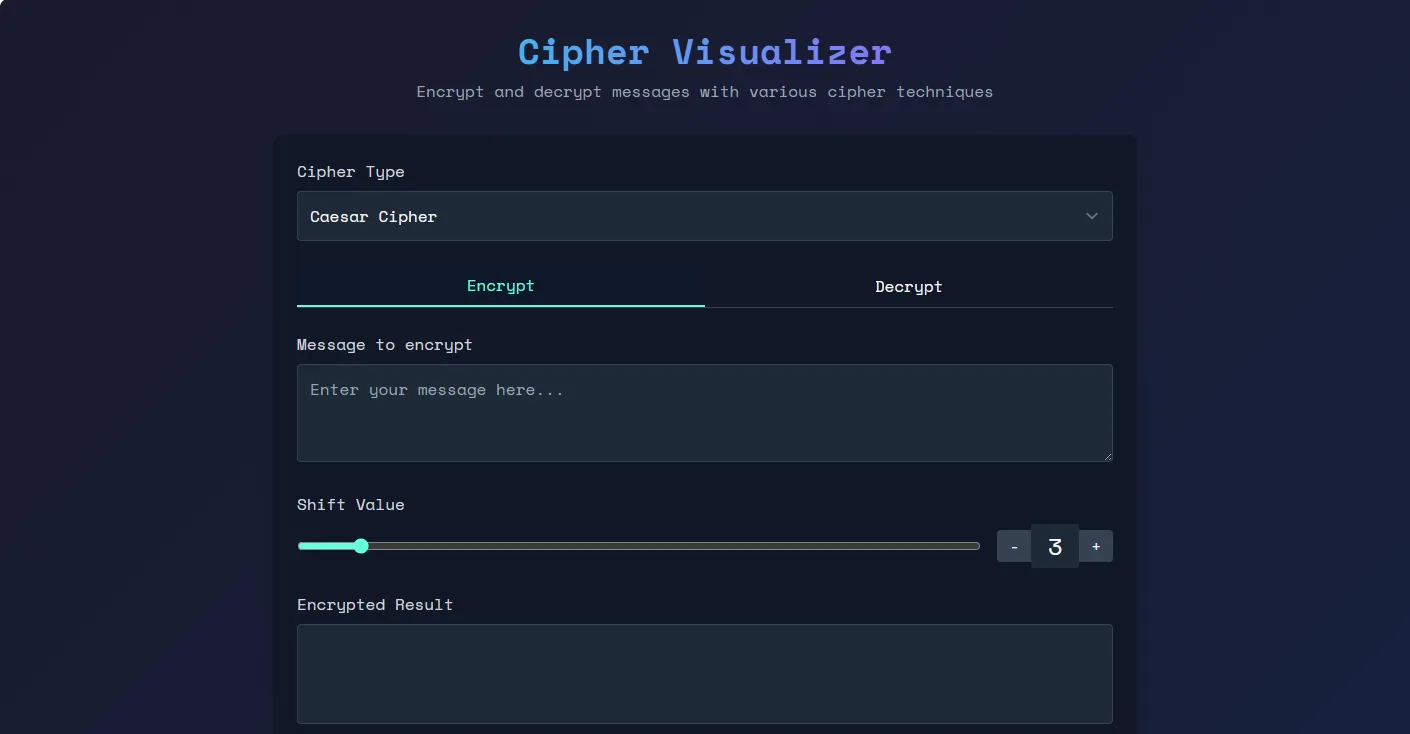 Cipher Visualizer
Encrypt and decrypt messages with various cipher techniques
Cipher Type
Caesar Cipher
Encrypt
Decrypt
Message to encrypt
Enter your message here...
Shift Value
- 3 +
Encrypted Result